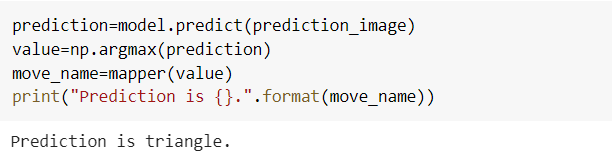 prediction=model.predict(prediction_image)
value=np.argmax(prediction)
move_name=mapper(value)
print("Prediction is {}.".format(move_name))
Prediction is triangle.